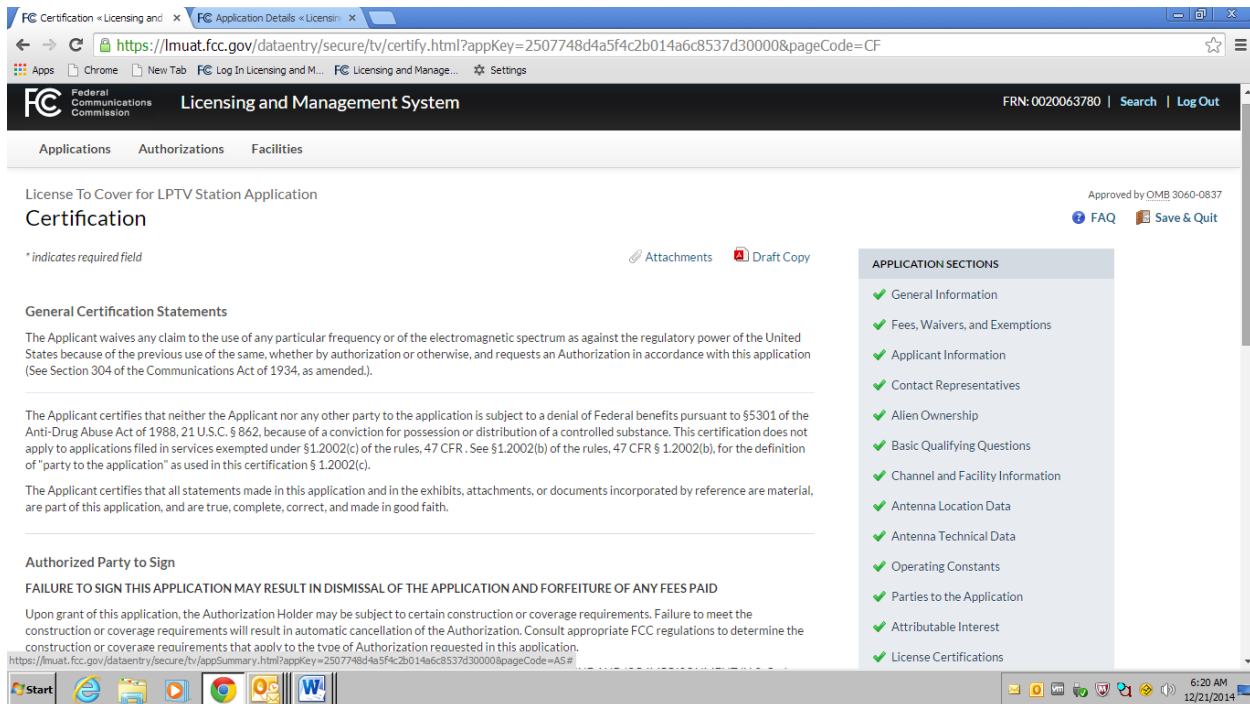 FCC Certification « Licensing and
FCC Application Details « Licensin
https://lmuat.fcc.gov/dataentry/secure/tv/certify.html?appKey=2507748d4a5f4c2b014a6c8537d30000&pageCode=CF
Apps Chrome New Tab FCC Log In Licensing and M... FCC Licensing and Manage... Settings
FCC Federal
Communications
Commission
Licensing and Management System
FRN: 0020063780 | Search | Log Out
Applications Authorizations Facilities
License To Cover for LPTV Station Application
Approved by OMB 3060-0837
Certification
FAQ Save & Quit
* indicates required field
Attachments Draft Copy
General Certification Statements
The Applicant waives any claim to the use of any particular frequency or of the electromagnetic spectrum as against the regulatory power of the United
States because of the previous use of the same, whether by authorization or otherwise, and requests an Authorization in accordance with this application
(See Section 304 of the Communications Act of 1934, as amended.).
The Applicant certifies that neither the Applicant nor any other party to the application is subject to a denial of Federal benefits pursuant to §5301 of the
Anti-Drug Abuse Act of 1988, 21 U.S.C. § 862, because of a conviction for possession or distribution of a controlled substance. This certification does not
apply to applications filed in services exempted under §1.2002(c) of the rules, 47 CFR . See §1.2002(b) of the rules, 47 CFR § 1.2002(b), for the definition
of "party to the application" as used in this certification § 1.2002(c).
The Applicant certifies that all statements made in this application and in the exhibits, attachments, or documents incorporated by reference are material,
are part of this application, and are true, complete, correct, and made in good faith.
Authorized Party to Sign
FAILURE TO SIGN THIS APPLICATION MAY RESULT IN DISMISSAL OF THE APPLICATION AND FORFEITURE OF ANY FEES PAID
Upon grant of this application, the Authorization Holder may be subject to certain construction or coverage requirements. Failure to meet the
construction or coverage requirements will result in automatic cancellation of the Authorization. Consult appropriate FCC regulations to determine the
construction or coverage requirements that apply to the type of Authorization requested in this application.
APPLICATION SECTIONS
General Information
Fees, Waivers, and Exemptions
Applicant Information
Contact Representatives
Alien Ownership
Basic Qualifying Questions
Channel and Facility Information
Antenna Location Data
Antenna Technical Data
Operating Constants
Parties to the Application
Attributable Interest
License Certifications
https://lmuat.fcc.gov/dataentry/secure/tv/appSummary.html?appKey=2507748d4a5f4c2b014a6c8537d30000&pageCode=AS#
Start
6:20 AM
12/21/2014